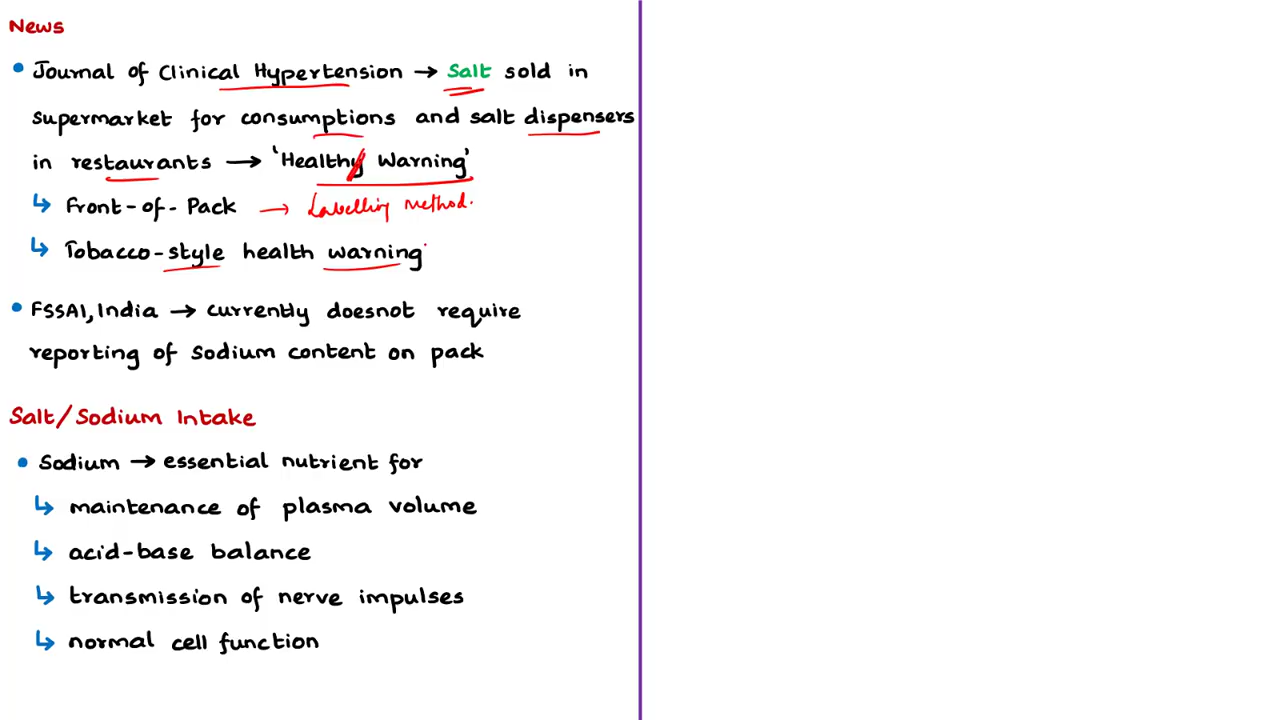 News
• Journal of Clinical Hypertension → Salt sold in
supermarket for consumptions and salt dispensers
in restaurants → 'Healthy Warning'
↳ Front-of-Pack → Labelling method.
↳ Tobacco-style health warning
• FSSAI, India → currently doesnot require
reporting of sodium content on pack
Salt/Sodium Intake
• Sodium → essential nutrient for
↳ maintenance of plasma volume
↳ acid-base balance
↳ transmission of nerve impulses
↳ normal cell function